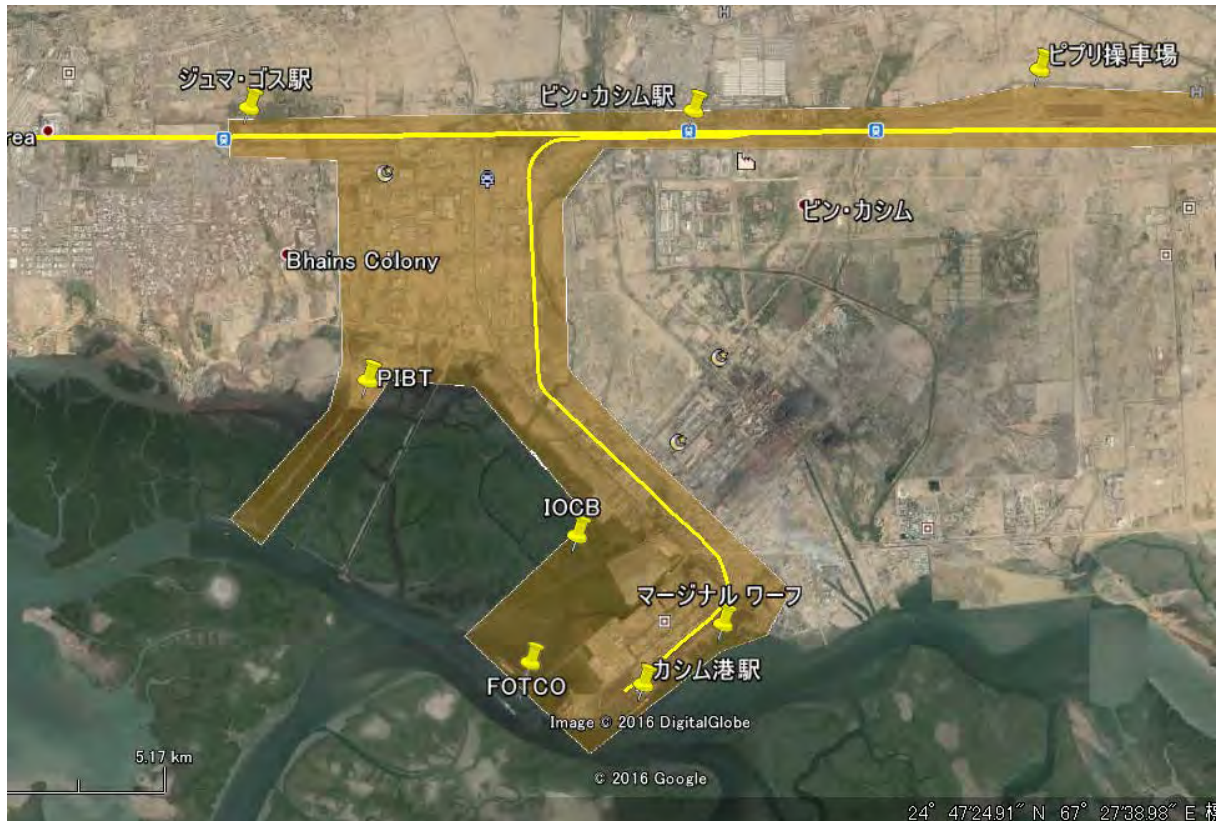 ジュマ・ゴス駅
ビン・カシム駅
ピプリ操車場
H
H
rea
ビン・カシム
Bhains Colony
PIBT
IOCB
マージナル ワーフ
FOTCO
カシム港駅
Image © 2016 DigitalGlobe
5.17 km
© 2016 Google
24° 47'24.91" N 67° 27'38.98" E 標